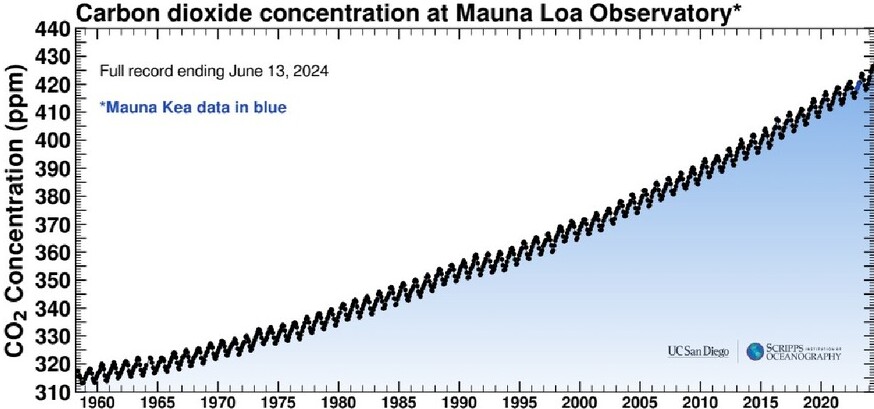 Carbon dioxide concentration at Mauna Loa Observatory*
Full record ending June 13, 2024
*Mauna Kea data in blue
CO2 Concentration (ppm)
440
430
420
410
400
390
380
370
360
350
340
330
320
310
UC San Diego
SCRIPPS INSTITUTION OF
OCEANOGRAPHY
1960 1965 1970 1975 1980 1985 1990 1995 2000 2005 2010 2015 2020